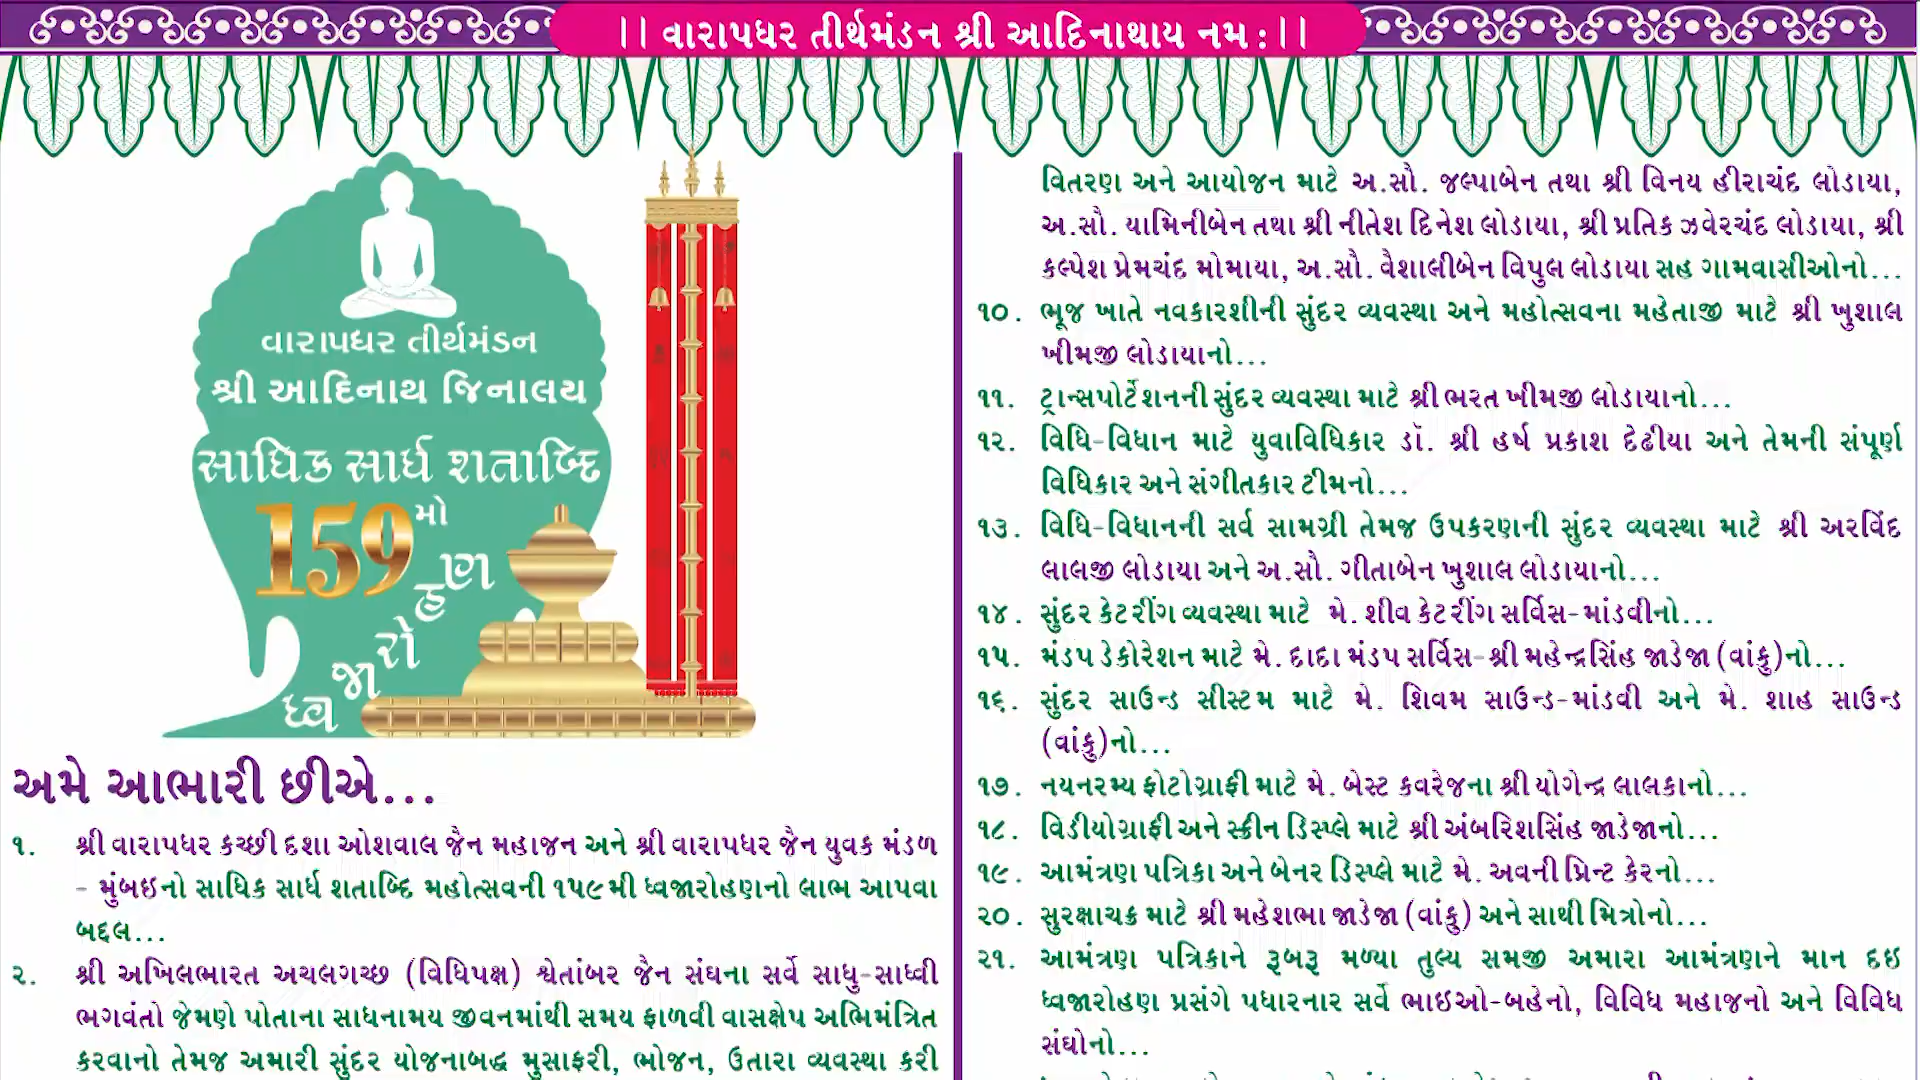 ।। વારાપધર તીર્થમંડન શ્રી આદિનાથાય નમ:।।
વારાપધર તીર્થમંડન
શ્રી આદિનાથ જિનાલય
સાધિક સાર્ધ શતાબ્દિ
159 મો
ધ્વજારોહણ
અમે આભારી છીએ...
૧. શ્રી વારાપધર કચ્છી દશા ઓશવાલ જૈન મહાજન અને શ્રી વારાપધર જૈન યુવક મંડળ
- મુંબઇનો સાધિક સાર્ધ શતાબ્દિ મહોત્સવની ૧૫૯મી ધ્વજારોહણનો લાભ આપવા
બદ્દલ...
૨. શ્રી અખિલભારત અચલગચ્છ (વિધિપક્ષ) શ્વેતાંબર જૈન સંઘના સર્વે સાધુ-સાધ્વી
ભગવંતો જેમણે પોતાના સાધનામય જીવનમાંથી સમય ફાળવી વાસક્ષેપ અભિમંત્રિત
કરવાનો તેમજ અમારી સુંદર યોજનાબદ્ધ મુસાફરી, ભોજન, ઉતારા વ્યવસ્થા કરી
વિતરણ અને આયોજન માટે અ.સૌ. જલ્પાબેન તથા શ્રી વિનય હીરાચંદ લોડાયા,
અ.સૌ. યામિનીબેન તથા શ્રી નીતેશ દિનેશ લોડાયા, શ્રી પ્રતિક ઝવેરચંદ લોડાયા, શ્રી
કલ્પેશ પ્રેમચંદ મોમાયા, અ.સૌ. વૈશાલીબેન વિપુલ લોડાયા સહ ગામવાસીઓનો...
૧૦. ભૂજ ખાતે નવકારશીની સુંદર વ્યવસ્થા અને મહોત્સવના મહેતાજી માટે શ્રી ખુશાલ
ખીમજી લોડાયાનો...
૧૧. ટ્રાન્સપોર્ટેશનની સુંદર વ્યવસ્થા માટે શ્રી ભરત ખીમજી લોડાયાનો...
૧૨. વિધિ-વિધાન માટે યુવાવિધિકાર ડૉ. શ્રી હર્ષ પ્રકાશ દેઢીયા અને તેમની સંપૂર્ણ
વિધિકાર અને સંગીતકાર ટીમનો...
૧૩. વિધિ-વિધાનની સર્વ સામગ્રી તેમજ ઉપકરણની સુંદર વ્યવસ્થા માટે શ્રી અરવિંદ
લાલજી લોડાયા અને અ.સૌ. ગીતાબેન ખુશાલ લોડાયાનો...
૧૪. સુંદર કેટરીંગ વ્યવસ્થા માટે મે. શીવ કેટરીંગ સર્વિસ-માંડવીનો...
૧૫. મંડપ ડેકોરેશન માટે મે. દાદા મંડપ સર્વિસ-શ્રી મહેન્દ્રસિંહ જાડેજા (વાંકુ)નો...
૧૬. સુંદર સાઉન્ડ સીસ્ટમ માટે મે. શિવમ સાઉન્ડ-માંડવી અને મે. શાહ સાઉન્ડ
(વાંકુ)નો...
૧૭. નયનરમ્ય ફોટોગ્રાફી માટે મે. બેસ્ટ કવરેજના શ્રી યોગેન્દ્ર લાલકાનો...
૧૮. વિડીયોગ્રાફી અને સ્ક્રીન ડિસ્પ્લે માટે શ્રી અંબરિશસિંહ જાડેજાનો...
૧૯. આમંત્રણ પત્રિકા અને બેનર ડિસ્પ્લે માટે મે. અવની પ્રિન્ટ કેરનો...
૨૦. સુરક્ષાચક્ર માટે શ્રી મહેશભા જાડેજા (વાંકુ) અને સાથી મિત્રોનો...
૨૧. આમંત્રણ પત્રિકાને રૂબરૂ મળ્યા તુલ્ય સમજી અમારા આમંત્રણને માન દઇ
ધ્વજારોહણ પ્રસંગે પધારનાર સર્વે ભાઇઓ-બહેનો, વિવિધ મહાજનો અને વિવિધ
સંઘોનો...